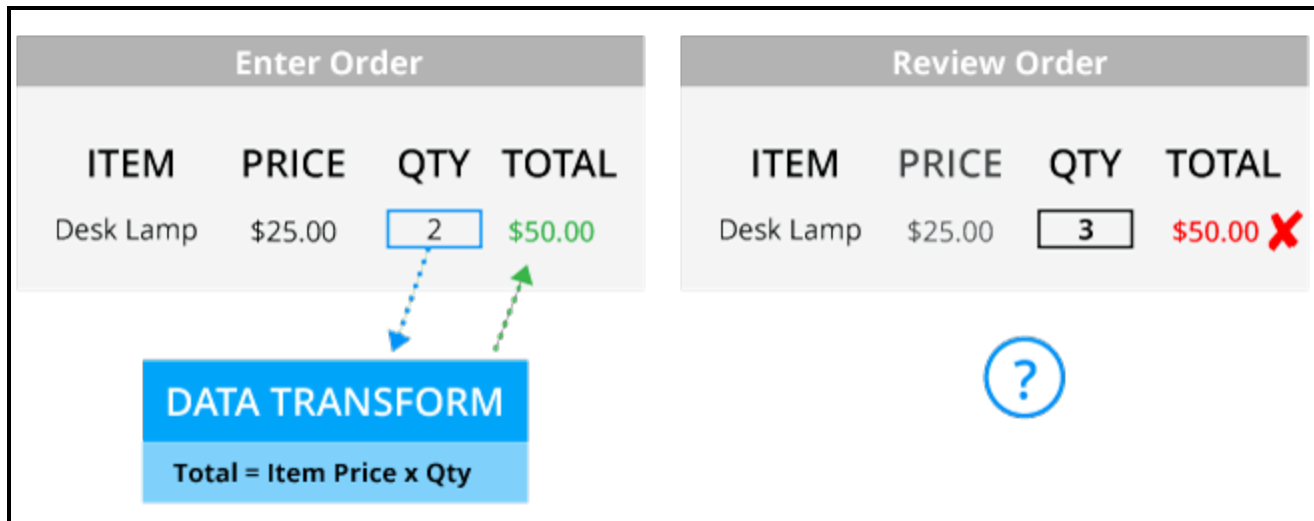 Enter Order
ITEM PRICE QTY TOTAL
Desk Lamp $25.00 2 $50.00
DATA TRANSFORM
Total = Item Price x Qty
Review Order
ITEM PRICE QTY TOTAL
Desk Lamp $25.00 3 $50.00
?